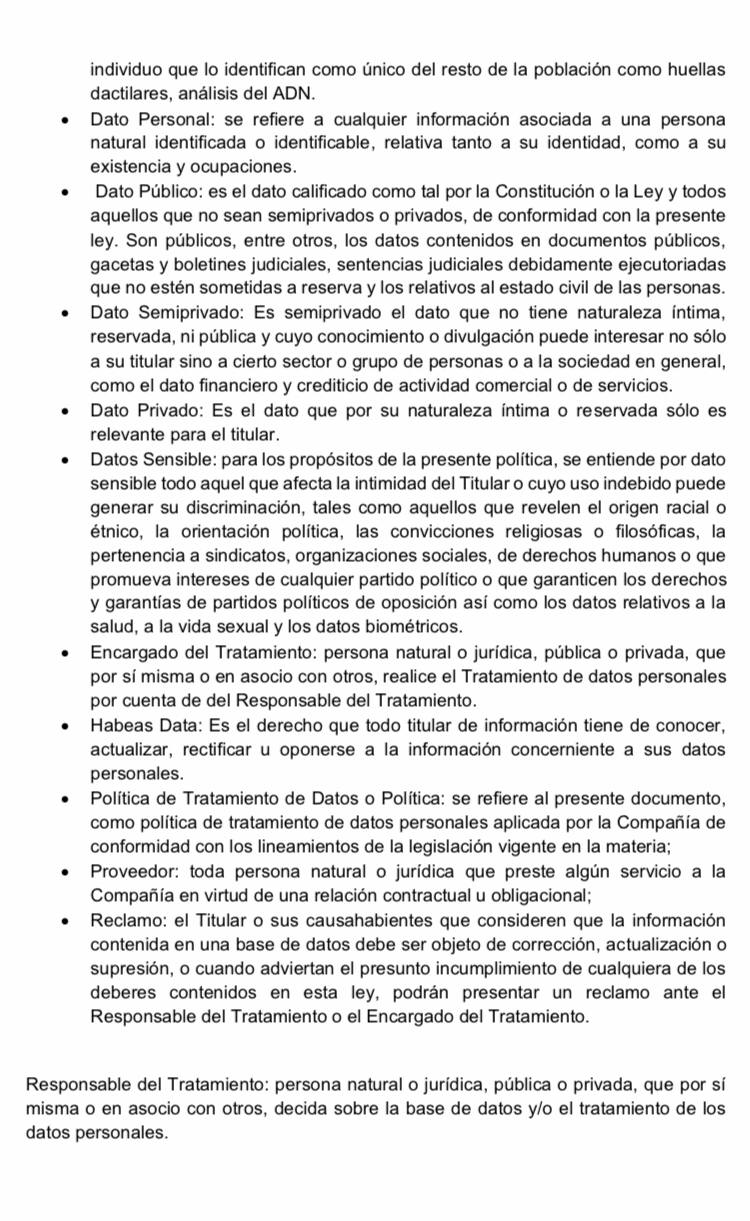 individuo que lo identifican como único del resto de la población como huellas
dactilares, análisis del ADN.
• Dato Personal: se refiere a cualquier información asociada a una persona
natural identificada o identificable, relativa tanto a su identidad, como a su
existencia y ocupaciones.
• Dato Público: es el dato calificado como tal por la Constitución o la Ley y todos
aquellos que no sean semiprivados o privados, de conformidad con la presente
ley. Son públicos, entre otros, los datos contenidos en documentos públicos,
gacetas y boletines judiciales, sentencias judiciales debidamente ejecutoriadas
que no estén sometidas a reserva y los relativos al estado civil de las personas.
• Dato Semiprivado: Es semiprivado el dato que no tiene naturaleza íntima,
reservada, ni pública y cuyo conocimiento o divulgación puede interesar no sólo
a su titular sino a cierto sector o grupo de personas o a la sociedad en general,
como el dato financiero y crediticio de actividad comercial o de servicios.
• Dato Privado: Es el dato que por su naturaleza íntima o reservada sólo es
relevante para el titular.
• Datos Sensible: para los propósitos de la presente política, se entiende por dato
sensible todo aquel que afecta la intimidad del Titular o cuyo uso indebido puede
generar su discriminación, tales como aquellos que revelen el origen racial o
étnico, la orientación política, las convicciones religiosas o filosóficas, la
pertenencia a sindicatos, organizaciones sociales, de derechos humanos o que
promueva intereses de cualquier partido político o que garanticen los derechos
y garantías de partidos políticos de oposición así como los datos relativos a la
salud, a la vida sexual y los datos biométricos.
• Encargado del Tratamiento: persona natural o jurídica, pública o privada, que
por sí misma o en asocio con otros, realice el Tratamiento de datos personales
por cuenta de del Responsable del Tratamiento.
• Habeas Data: Es el derecho que todo titular de información tiene de conocer,
actualizar, rectificar u oponerse a la información concerniente a sus datos
personales.
• Política de Tratamiento de Datos o Política: se refiere al presente documento,
como política de tratamiento de datos personales aplicada por la Compañía de
conformidad con los lineamientos de la legislación vigente en la materia;
• Proveedor: toda persona natural o jurídica que preste algún servicio a la
Compañía en virtud de una relación contractual u obligacional;
• Reclamo: el Titular o sus causahabientes que consideren que la información
contenida en una base de datos debe ser objeto de corrección, actualización o
supresión, o cuando adviertan el presunto incumplimiento de cualquiera de los
deberes contenidos en esta ley, podrán presentar un reclamo ante el
Responsable del Tratamiento o el Encargado del Tratamiento.
Responsable del Tratamiento: persona natural o jurídica, pública o privada, que por sí
misma o en asocio con otros, decida sobre la base de datos y/o el tratamiento de los
datos personales.